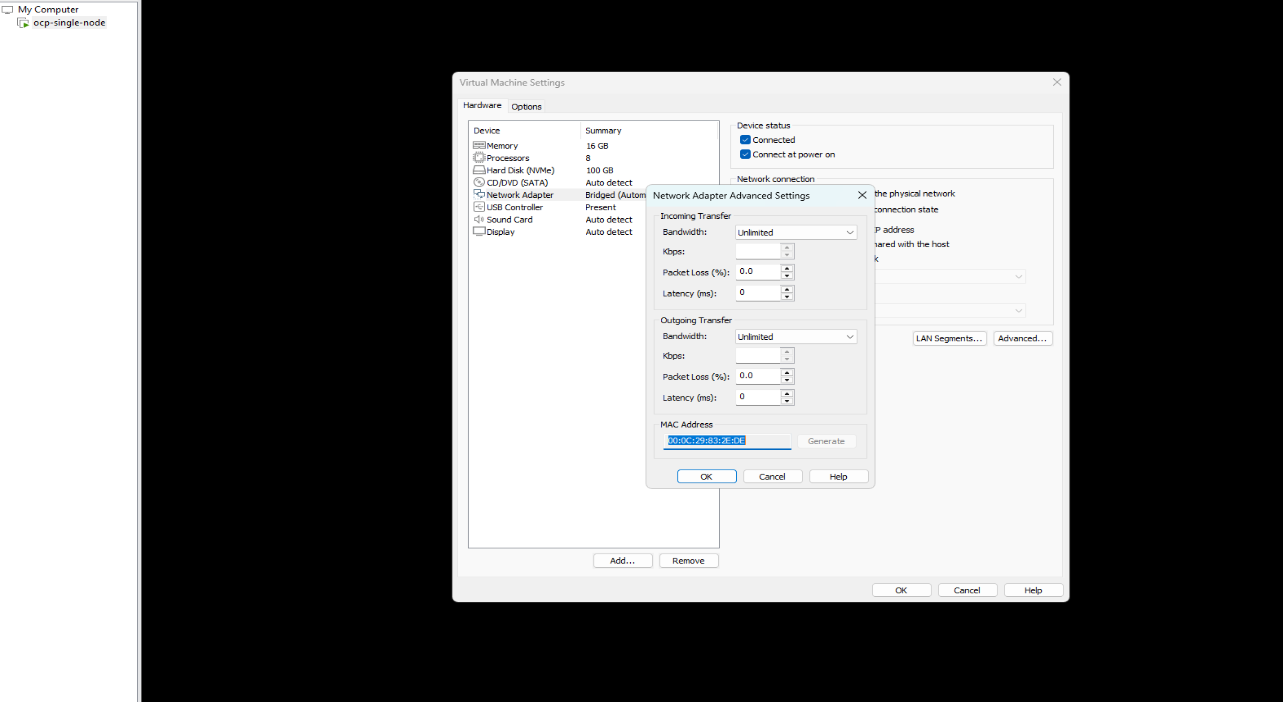 My Computer
ocp-single-node
Virtual Machine Settings
Hardware Options
Device Summary
Memory 16 GB
Processors 8
Hard Disk (NVMe) 100 GB
CD/DVD (SATA) Auto detect
Network Adapter Bridged (Autom
USB Controller Present
Sound Card Auto detect
Display Auto detect
Add... Remove
Device status
Connected
Connect at power on
Network connection
the physical network
connection state
P address
hared with the host
k
LAN Segments... Advanced...
Network Adapter Advanced Settings
Incoming Transfer
Bandwidth: Unlimited
Kbps:
Packet Loss (%): 0.0
Latency (ms): 0
Outgoing Transfer
Bandwidth: Unlimited
Kbps:
Packet Loss (%): 0.0
Latency (ms): 0
MAC Address
00:0C:29:83:2E:DE Generate
OK Cancel Help
OK Cancel Help